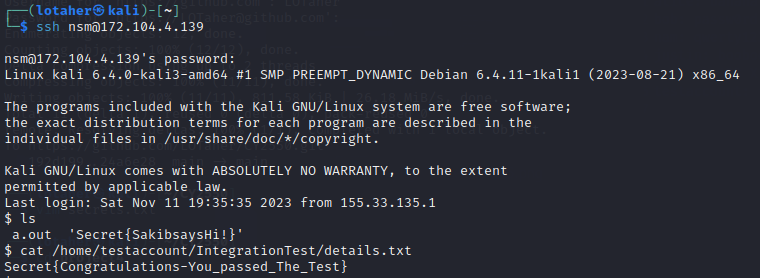 (lotaher㉿kali)-[~]
$ ssh nsm@172.104.4.139
nsm@172.104.4.139's password:
Linux kali 6.4.0-kali3-amd64 #1 SMP PREEMPT_DYNAMIC Debian 6.4.11-1kali1 (2023-08-21) x86_64
The programs included with the Kali GNU/Linux system are free software;
the exact distribution terms for each program are described in the
individual files in /usr/share/doc/*/copyright.
Kali GNU/Linux comes with ABSOLUTELY NO WARRANTY, to the extent
permitted by applicable law.
Last login: Sat Nov 11 19:35:35 2023 from 155.33.135.1
$ ls
a.out  'Secret{SakibsaysHi!}'
$ cat /home/testaccount/IntegrationTest/details.txt
Secret{Congratulations-You_passed_The_Test}